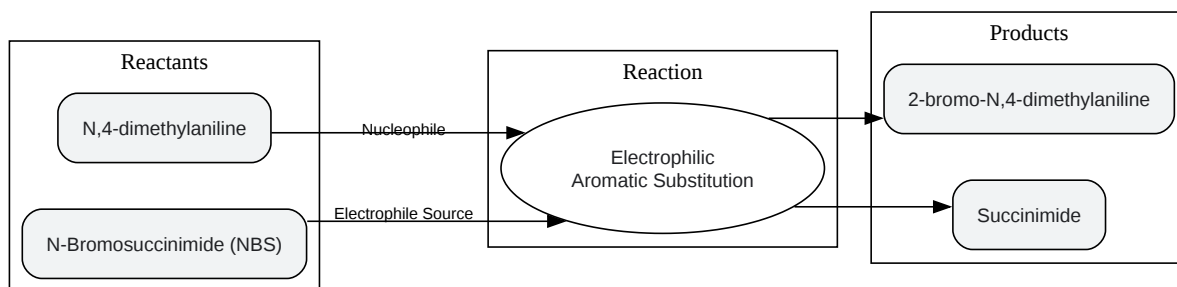 Reactants
N,4-dimethylaniline
N-Bromosuccinimide (NBS)
Nucleophile
Electrophile Source
Reaction
Electrophilic
Aromatic Substitution
Products
2-bromo-N,4-dimethylaniline
Succinimide